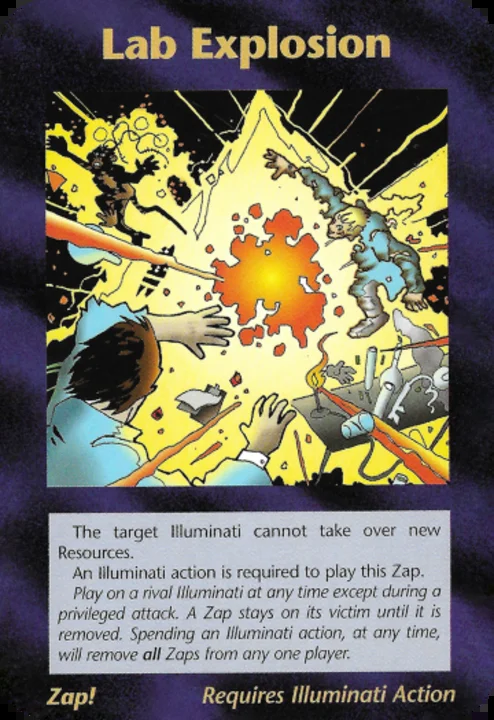 Lab Explosion
The target Illuminati cannot take over new
Resources.
An Illuminati action is required to play this Zap.
Play on a rival Illuminati at any time except during a
privileged attack. A Zap stays on its victim until it is
removed. Spending an Illuminati action, at any time,
will remove all Zaps from any one player.
Zap! Requires Illuminati Action